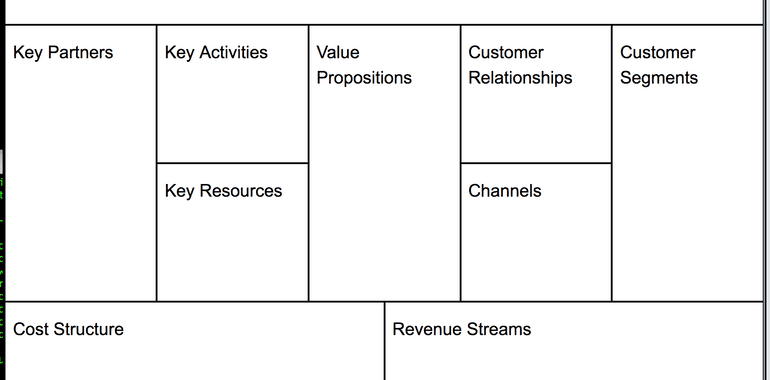 Key Partners
Key Activities
Value
Propositions
Customer
Relationships
Customer
Segments
Key Resources
Channels
Cost Structure
Revenue Streams